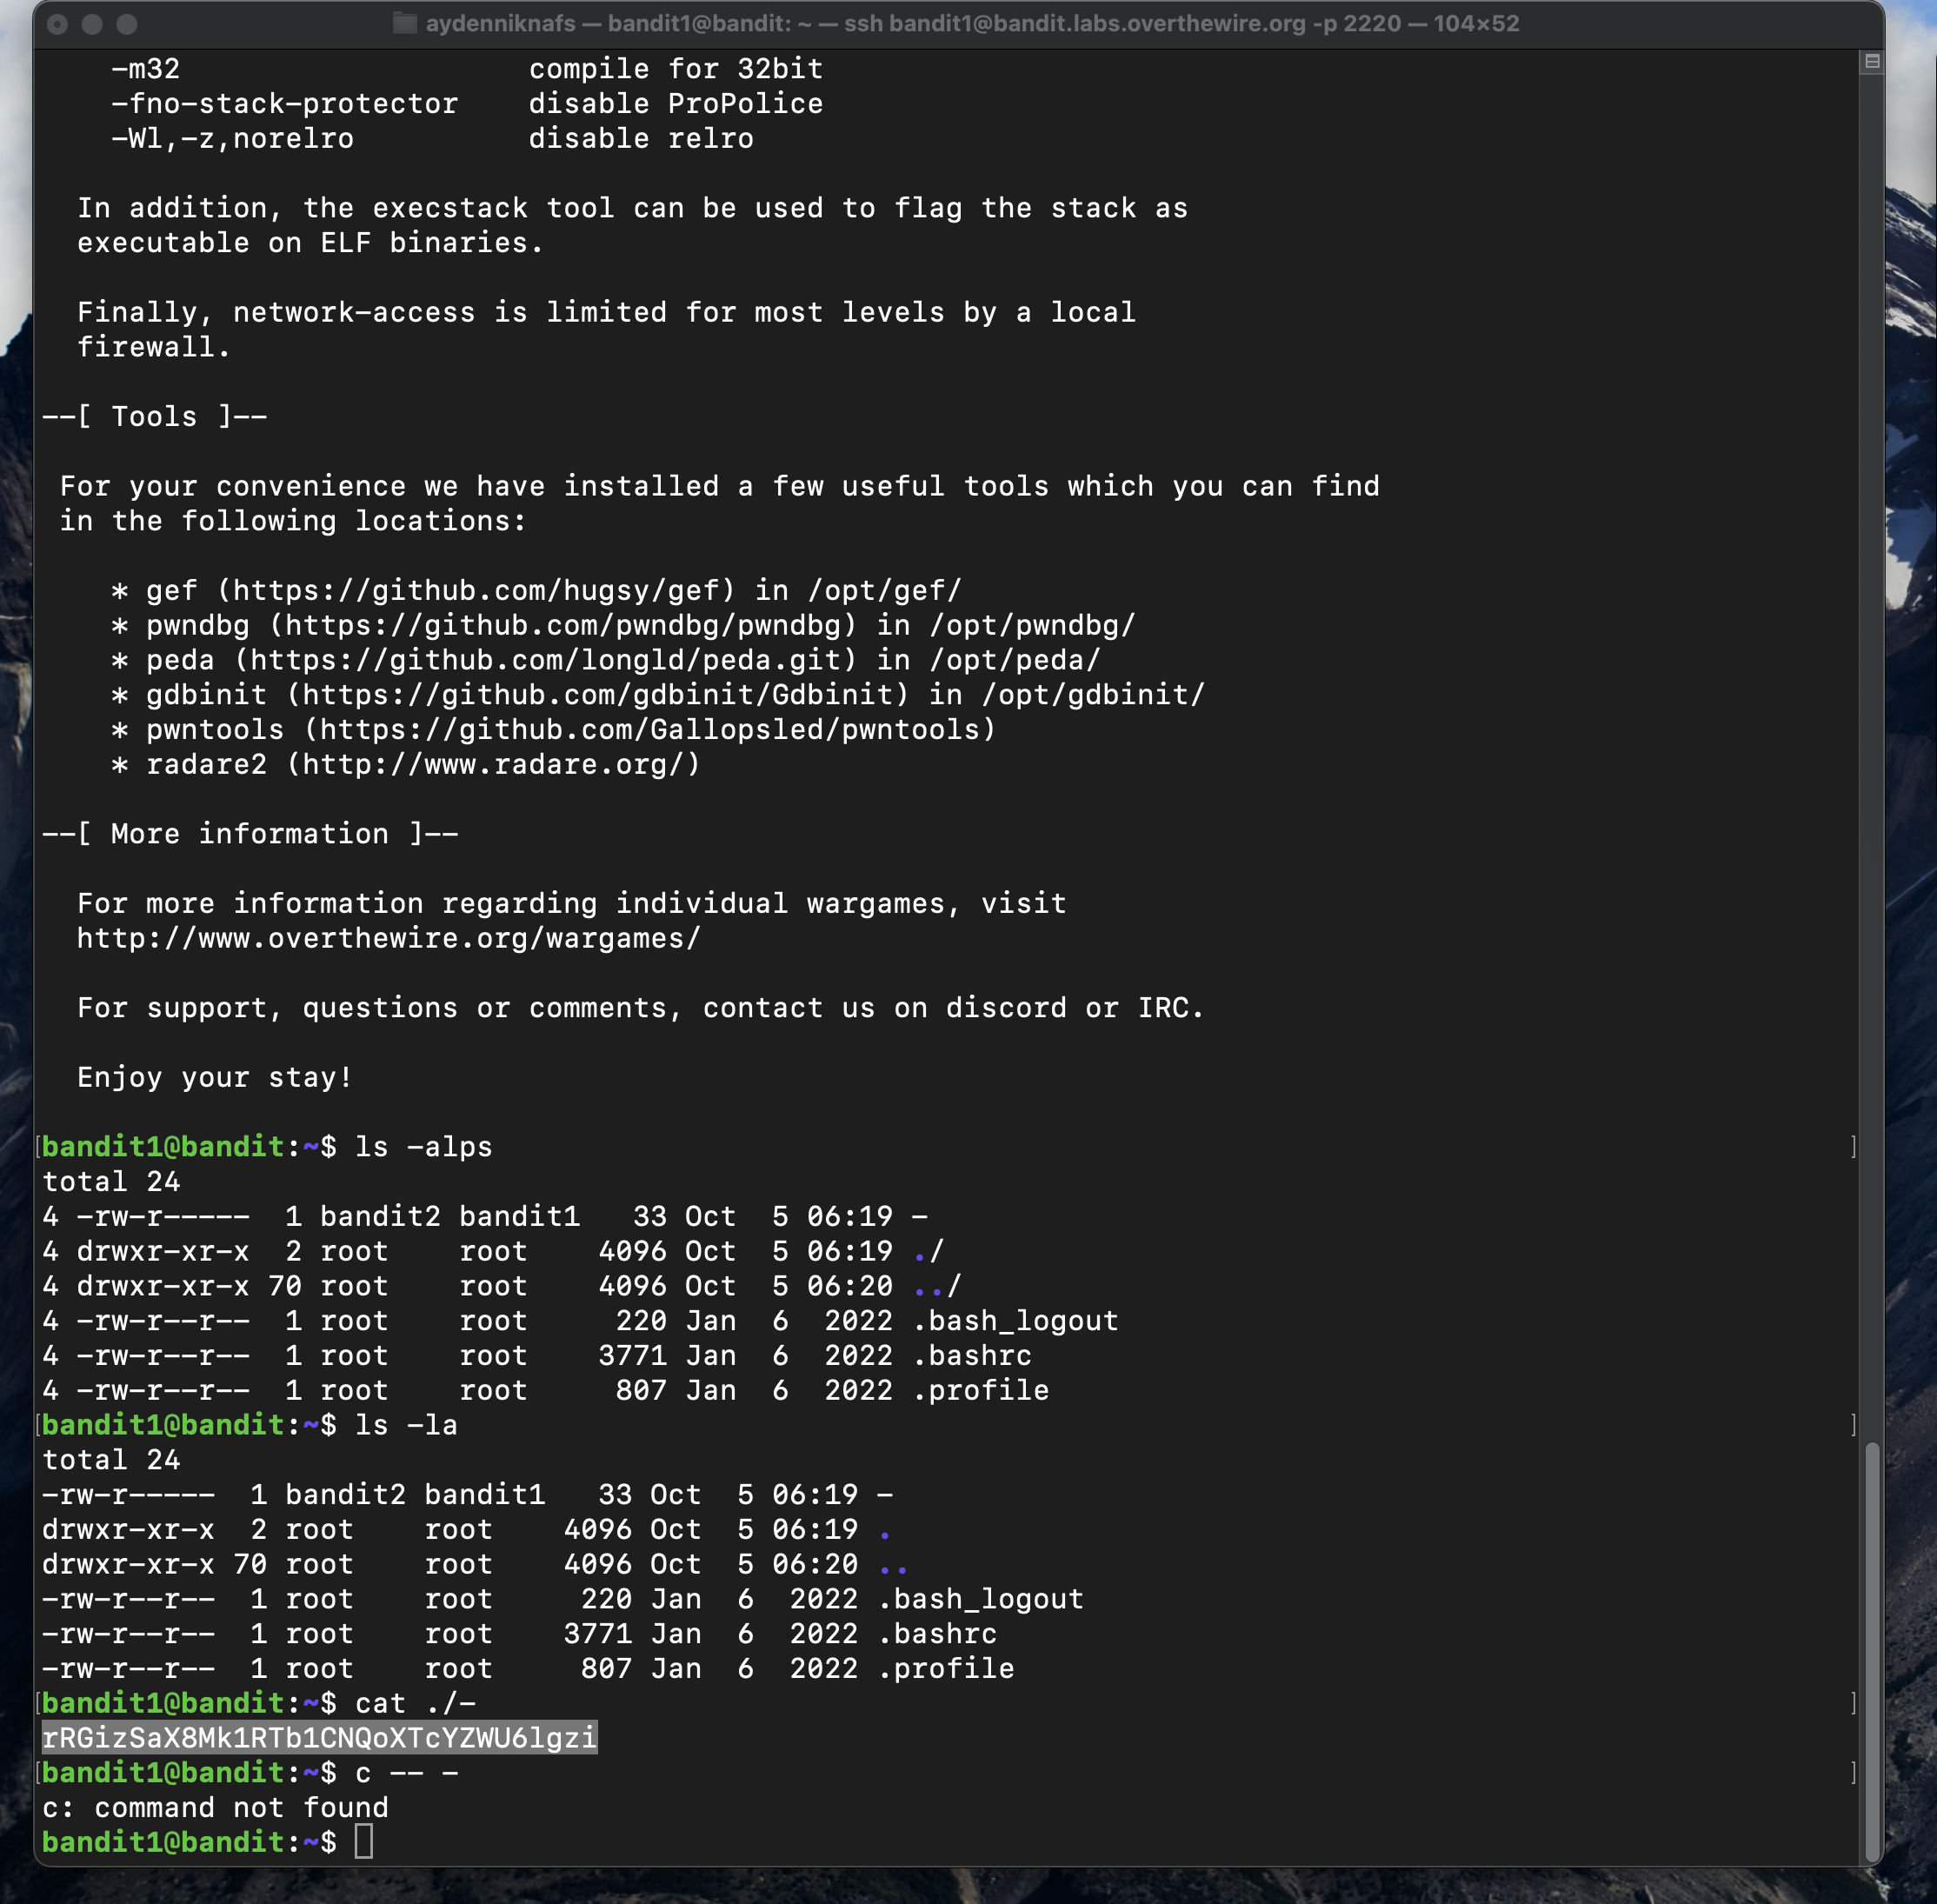 aydenniknafs — bandit1@bandit: ~ — ssh bandit1@bandit.labs.overthewire.org -p 2220 — 104×52
    -m32                    compile for 32bit
    -fno-stack-protector    disable ProPolice
    -Wl,-z,norelro          disable relro

  In addition, the execstack tool can be used to flag the stack as
  executable on ELF binaries.

  Finally, network-access is limited for most levels by a local
  firewall.

--[ Tools ]--

 For your convenience we have installed a few useful tools which you can find
 in the following locations:

    * gef (https://github.com/hugsy/gef) in /opt/gef/
    * pwndbg (https://github.com/pwndbg/pwndbg) in /opt/pwndbg/
    * peda (https://github.com/longld/peda.git) in /opt/peda/
    * gdbinit (https://github.com/gdbinit/Gdbinit) in /opt/gdbinit/
    * pwntools (https://github.com/Gallopsled/pwntools)
    * radare2 (http://www.radare.org/)

--[ More information ]--

  For more information regarding individual wargames, visit
  http://www.overthewire.org/wargames/

  For support, questions or comments, contact us on discord or IRC.

  Enjoy your stay!

[bandit1@bandit:~$ ls -alps ]
total 24
4 -rw-r-----  1 bandit2 bandit1   33 Oct  5 06:19 -
4 drwxr-xr-x  2 root    root    4096 Oct  5 06:19 ./
4 drwxr-xr-x 70 root    root    4096 Oct  5 06:20 ../
4 -rw-r--r--  1 root    root     220 Jan  6  2022 .bash_logout
4 -rw-r--r--  1 root    root    3771 Jan  6  2022 .bashrc
4 -rw-r--r--  1 root    root     807 Jan  6  2022 .profile
[bandit1@bandit:~$ ls -la ]
total 24
-rw-r-----  1 bandit2 bandit1   33 Oct  5 06:19 -
drwxr-xr-x  2 root    root    4096 Oct  5 06:19 .
drwxr-xr-x 70 root    root    4096 Oct  5 06:20 ..
-rw-r--r--  1 root    root     220 Jan  6  2022 .bash_logout
-rw-r--r--  1 root    root    3771 Jan  6  2022 .bashrc
-rw-r--r--  1 root    root     807 Jan  6  2022 .profile
[bandit1@bandit:~$ cat ./- ]
rRGizSaX8Mk1RTb1CNQoXTcYZWU6lgzi
[bandit1@bandit:~$ c -- - ]
c: command not found
bandit1@bandit:~$